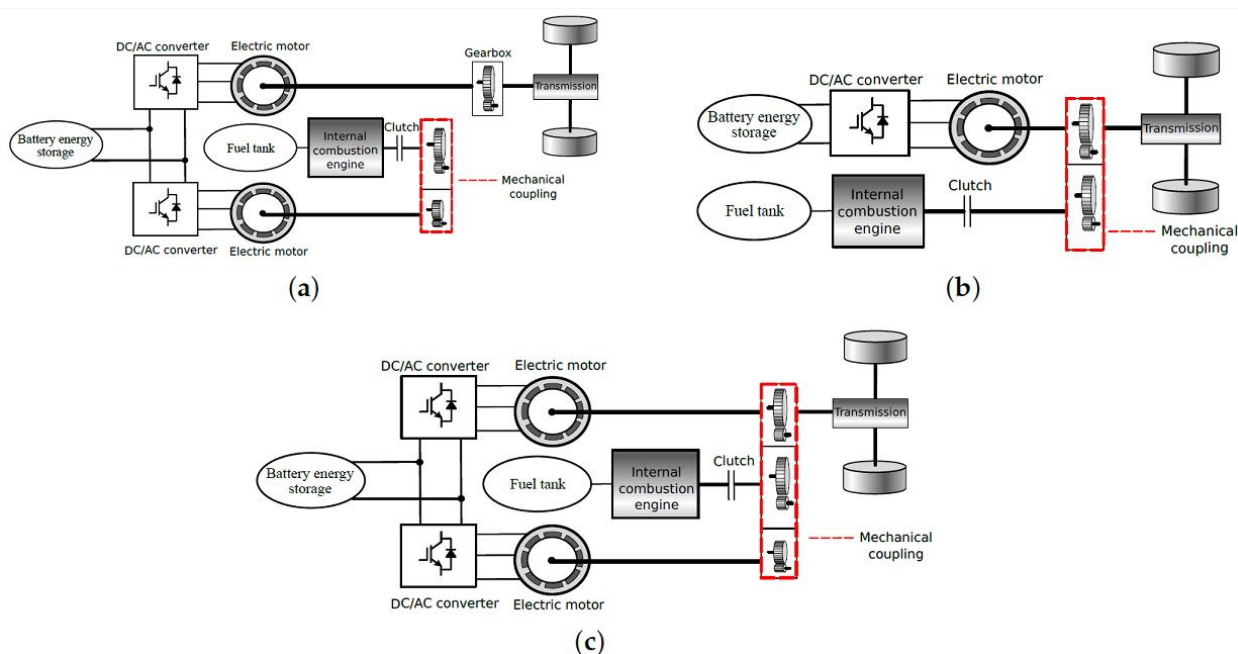 DC/AC converter
Electric motor
Gearbox
Transmission
Battery energy
storage
Fuel tank
Internal
combustion
engine
Clutch
Mechanical
coupling
DC/AC converter
Electric motor
(a)
DC/AC converter
Electric motor
Battery energy
storage
Transmission
Fuel tank
Internal
combustion
engine
Clutch
Mechanical
coupling
(b)
DC/AC converter
Electric motor
Transmission
Battery energy
storage
Fuel tank
Internal
combustion
engine
Clutch
Mechanical
coupling
DC/AC converter
Electric motor
(c)